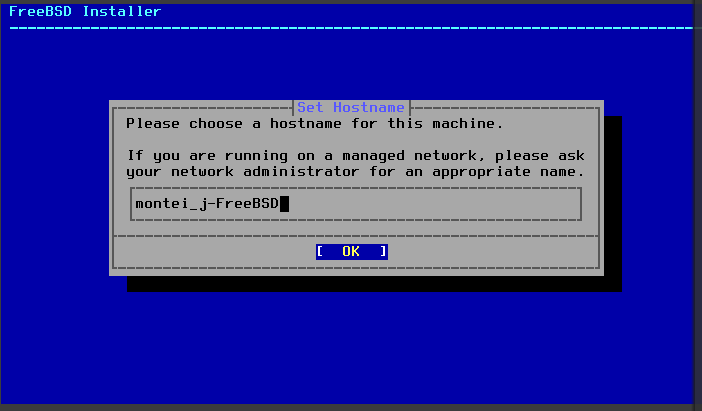 FreeBSD Installer
Set Hostname
Please choose a hostname for this machine.
If you are running on a managed network, please ask
your network administrator for an appropriate name.
montei_j-FreeBSD
[  OK  ]